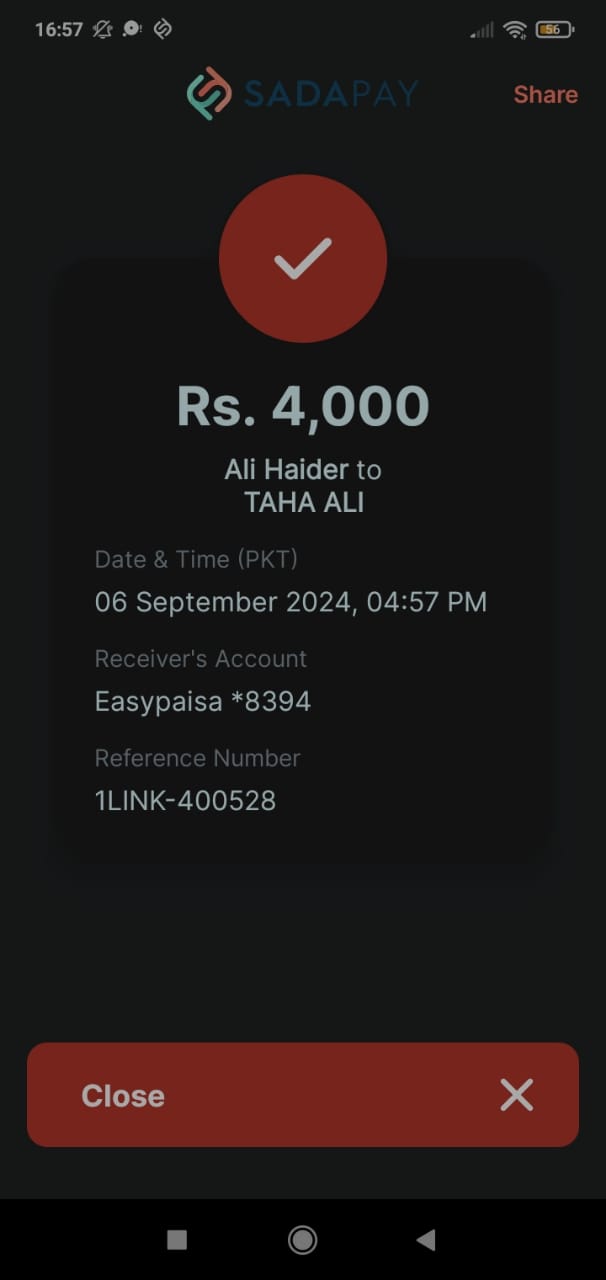 16:57
56
SADAPAY
Share
Rs. 4,000
Ali Haider to
TAHA ALI
Date & Time (PKT)
06 September 2024, 04:57 PM
Receiver's Account
Easypaisa *8394
Reference Number
1LINK-400528
Close